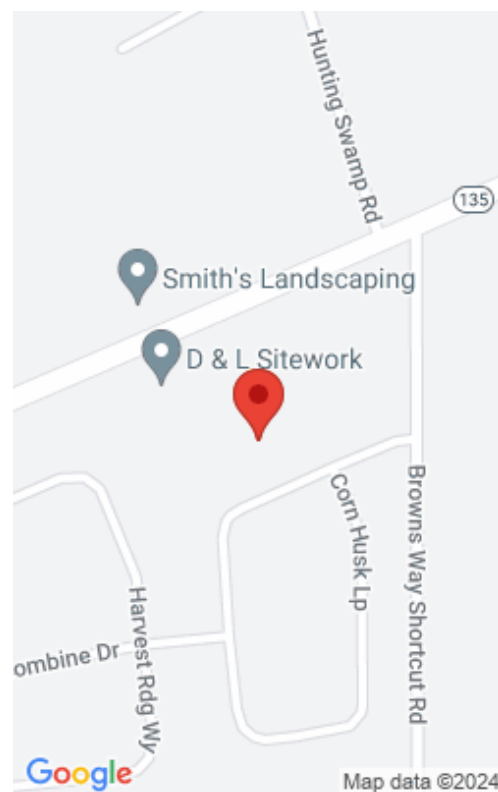 Hunting Swamp Rd
135
Smith's Landscaping
D & L Sitework
Corn Husk Lp
Browns Way Shortcut Rd
Harvest Rdg Wy
ombine Dr
Google
Map data ©2024